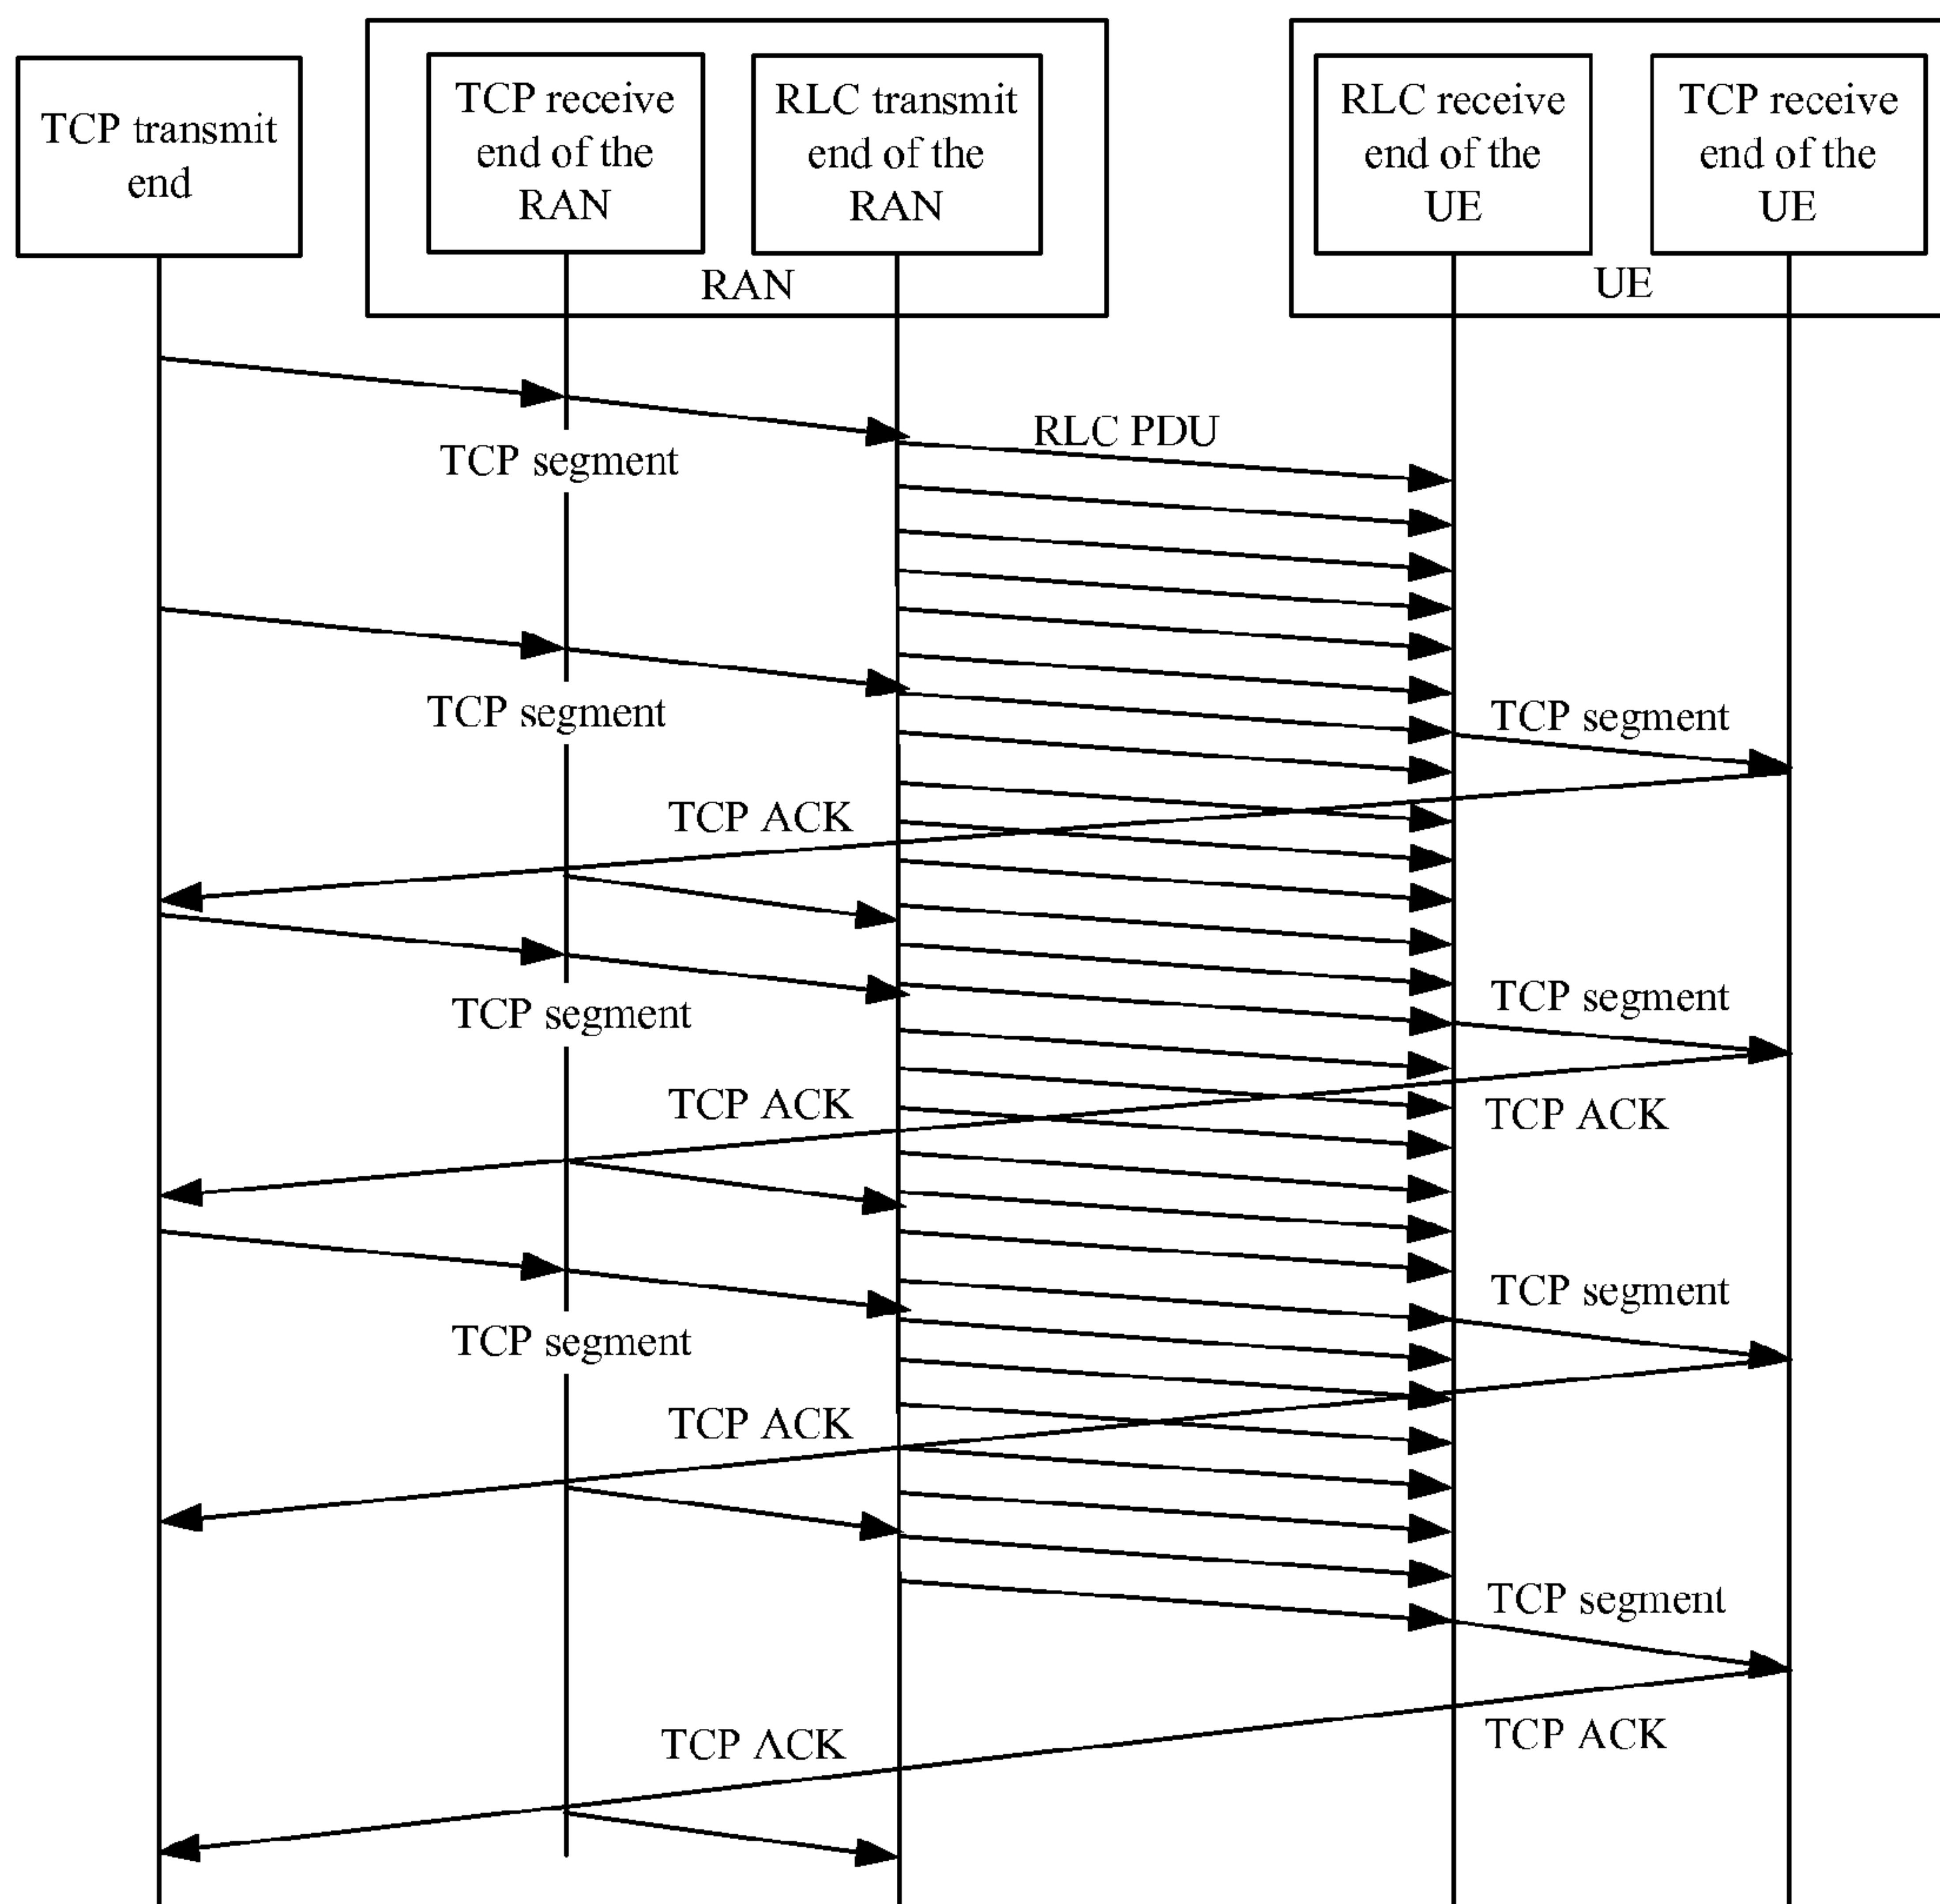 TCP transmit
end
TCP receive
end of the
RAN
RLC transmit
end of the
RAN
RAN
RLC receive
end of the
UE
TCP receive
end of the
UE
UE
RLC PDU
TCP segment
TCP segment
TCP segment
TCP ACK
TCP segment
TCP segment
TCP ACK
TCP ACK
TCP segment
TCP segment
TCP ACK
TCP segment
TCP ACK
TCP ACK